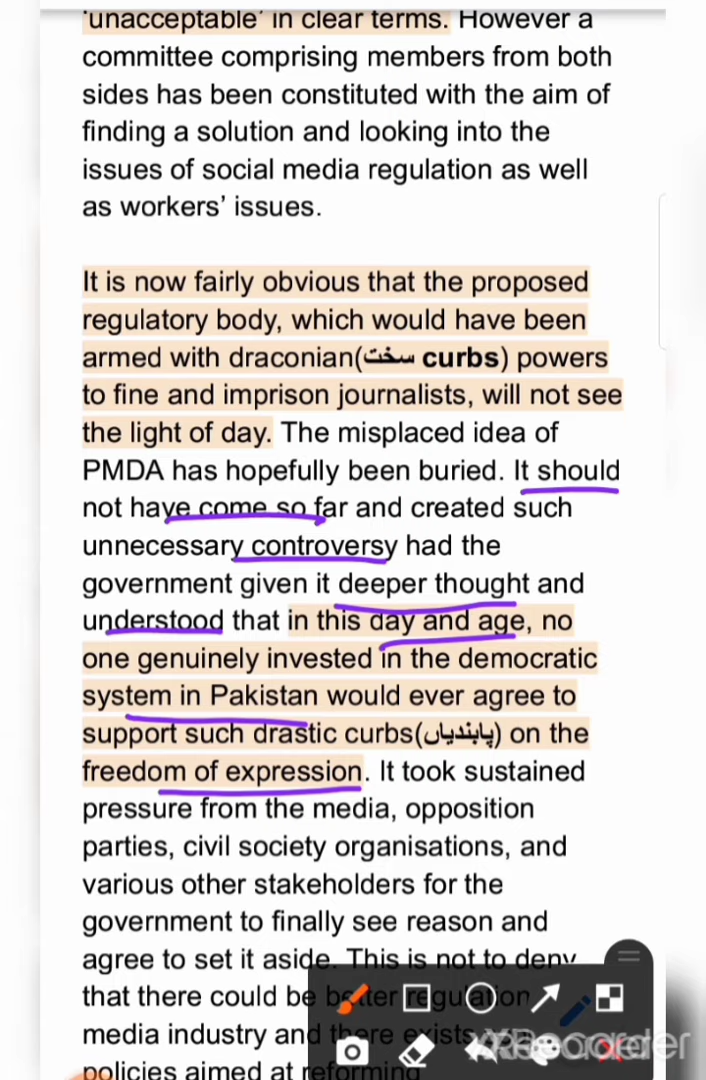 'unacceptable' in clear terms. However a
committee comprising members from both
sides has been constituted with the aim of
finding a solution and looking into the
issues of social media regulation as well
as workers' issues.
It is now fairly obvious that the proposed
regulatory body, which would have been
armed with draconian(سخت curbs) powers
to fine and imprison journalists, will not see
the light of day. The misplaced idea of
PMDA has hopefully been buried. It should
not have come so far and created such
unnecessary controversy had the
government given it deeper thought and
understood that in this day and age, no
one genuinely invested in the democratic
system in Pakistan would ever agree to
support such drastic curbs(پابندیاں) on the
freedom of expression. It took sustained
pressure from the media, opposition
parties, civil society organisations, and
various other stakeholders for the
government to finally see reason and
agree to set it aside. This is not to deny
that there could be better regulation
media industry and there exists
policies aimed at reforming
XRecorder